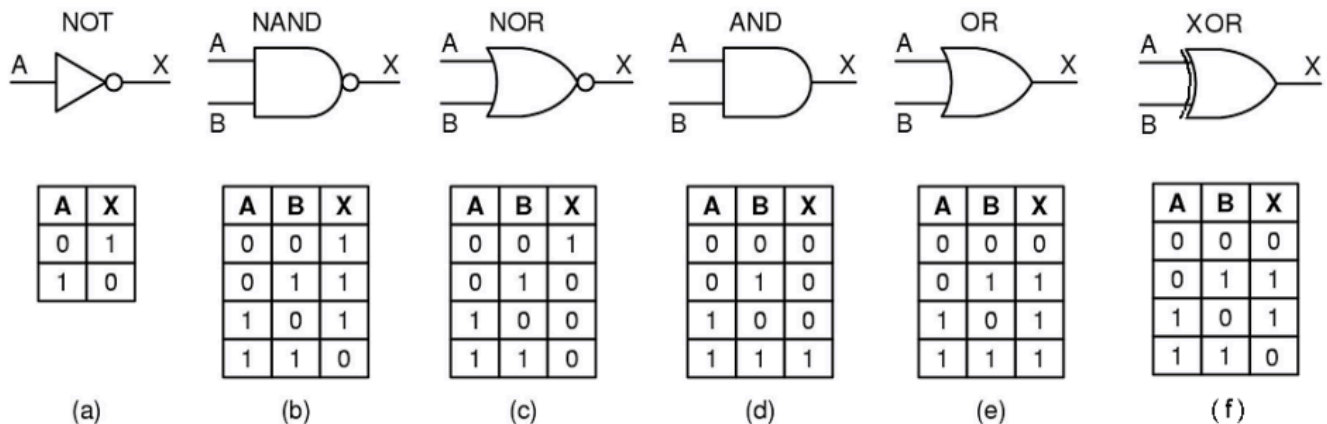 NOT NAND NOR AND OR XOR
A X A X A X A X A X A X
B B B B B B
A X A B X A B X A B X A B X A B X
0 1 0 0 1 0 0 1 0 0 0 0 0 0 0 0 0
1 0 0 1 1 0 1 0 0 1 0 0 1 1 0 1 1
1 0 1 1 0 0 1 0 0 1 0 1 1 0 1
1 1 0 1 1 0 1 1 1 1 1 1 1 1 0
(a) (b) (c) (d) (e) (f)